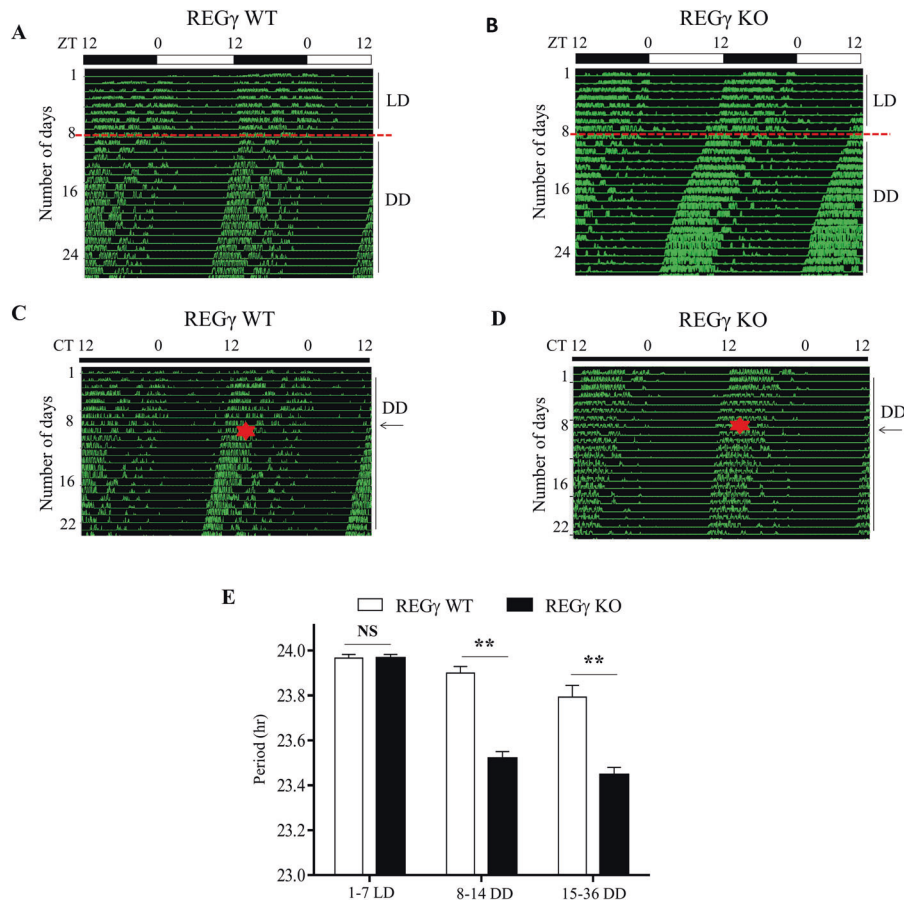 A
REGγ WT
ZT 12 0 12 0 12
1
8
16
24
Number of days
LD
DD
B
REGγ KO
ZT 12 0 12 0 12
1
8
16
24
Number of days
LD
DD
C
REGγ WT
CT 12 0 12 0 12
1
8
16
22
Number of days
DD
D
REGγ KO
CT 12 0 12 0 12
1
8
16
22
Number of days
DD
E
REGγ WT REGγ KO
NS ** **
24.0
23.8
23.6
23.4
23.2
23.0
Period (hr)
1-7 LD 8-14 DD 15-36 DD